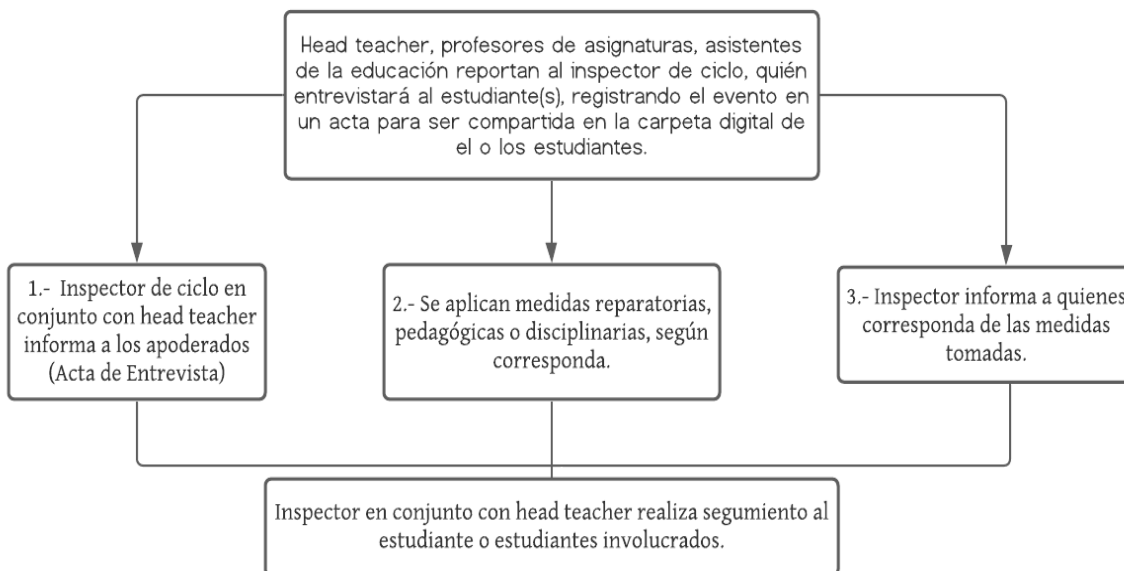 Head teacher, profesores de asignaturas, asistentes
de la educación reportan al inspector de ciclo, quién
entrevistará al estudiante(s), registrando el evento en
un acta para ser compartida en la carpeta digital de
el o los estudiantes.
1.- Inspector de ciclo en
conjunto con head teacher
informa a los apoderados
(Acta de Entrevista)
2.- Se aplican medidas reparatorias,
pedagógicas o disciplinarias, según
corresponda.
3.- Inspector informa a quienes
corresponda de las medidas
tomadas.
Inspector en conjunto con head teacher realiza segumiento al
estudiante o estudiantes involucrados.